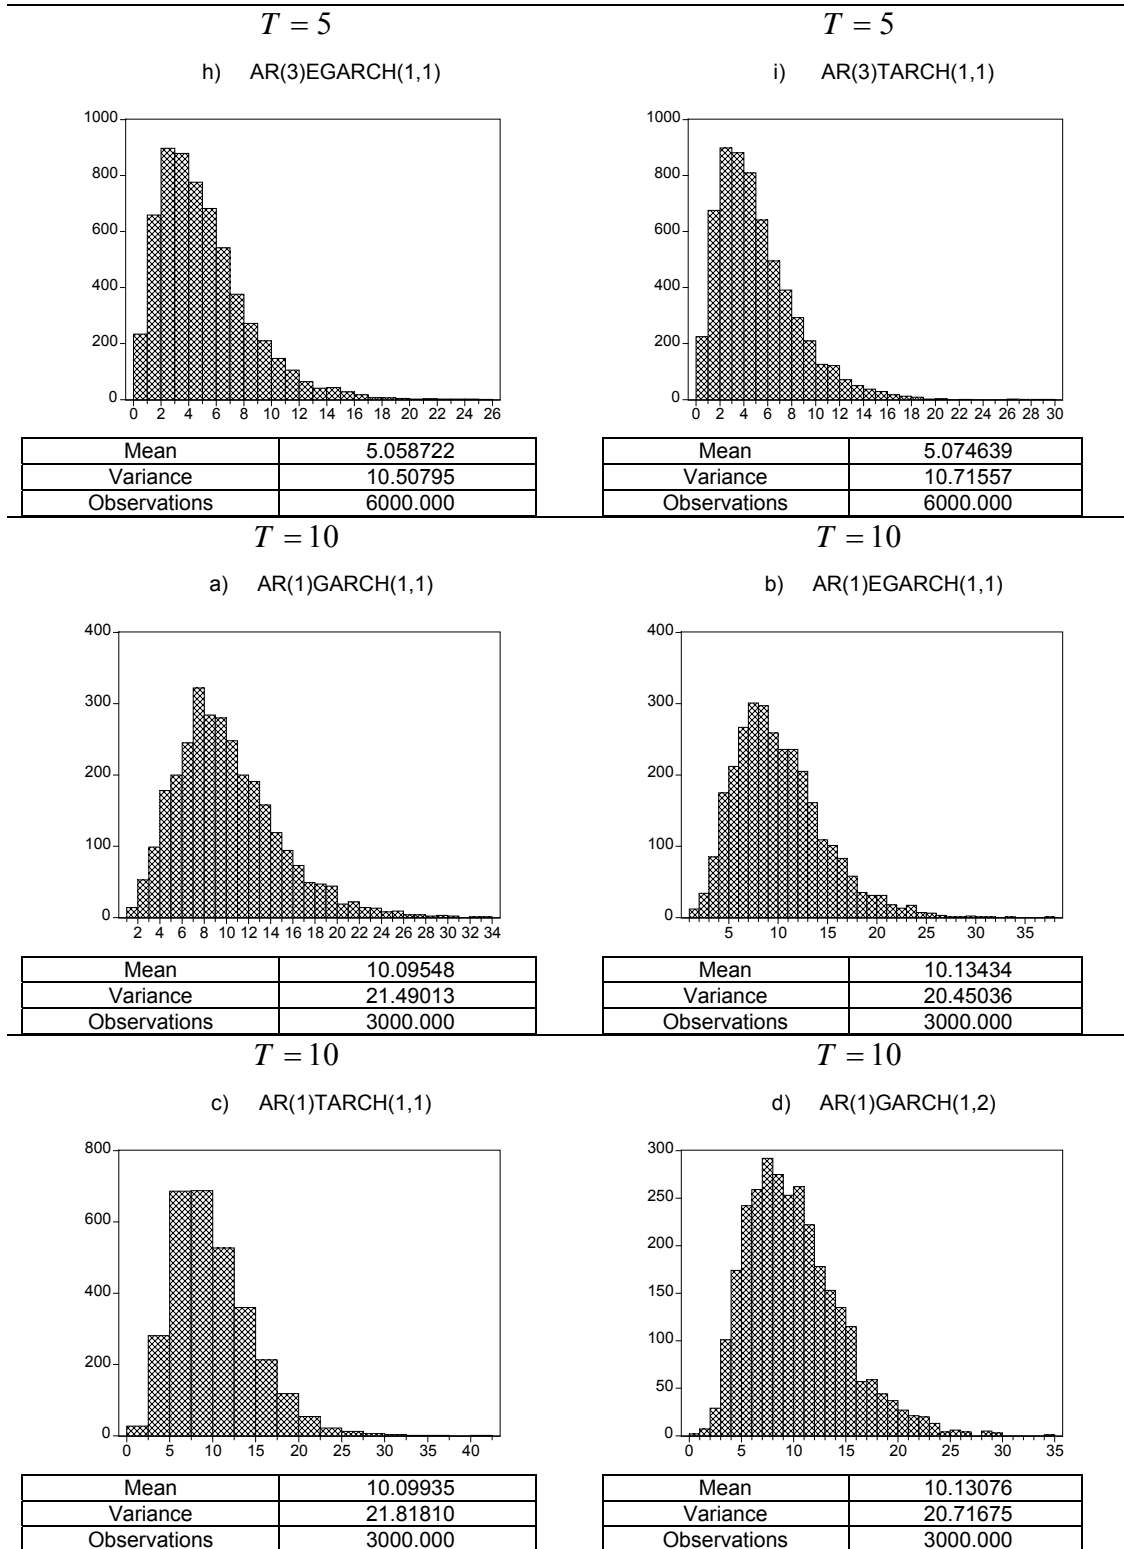 T = 5
T = 5
h) AR(3)EGARCH(1,1)
i) AR(3)TARCH(1,1)
1000
800
600
400
200
0
0 2 4 6 8 10 12 14 16 18 20 22 24 26
1000
800
600
400
200
0
0 2 4 6 8 10 12 14 16 18 20 22 24 26 28 30
Mean 5.058722
Variance 10.50795
Observations 6000.000
Mean 5.074639
Variance 10.71557
Observations 6000.000
T = 10
T = 10
a) AR(1)GARCH(1,1)
b) AR(1)EGARCH(1,1)
400
300
200
100
0
2 4 6 8 10 12 14 16 18 20 22 24 26 28 30 32 34
400
300
200
100
0
5 10 15 20 25 30 35
Mean 10.09548
Variance 21.49013
Observations 3000.000
Mean 10.13434
Variance 20.45036
Observations 3000.000
T = 10
T = 10
c) AR(1)TARCH(1,1)
d) AR(1)GARCH(1,2)
800
600
400
200
0
0 5 10 15 20 25 30 35 40
300
250
200
150
100
50
0
0 5 10 15 20 25 30 35
Mean 10.09935
Variance 21.81810
Observations 3000.000
Mean 10.13076
Variance 20.71675
Observations 3000.000